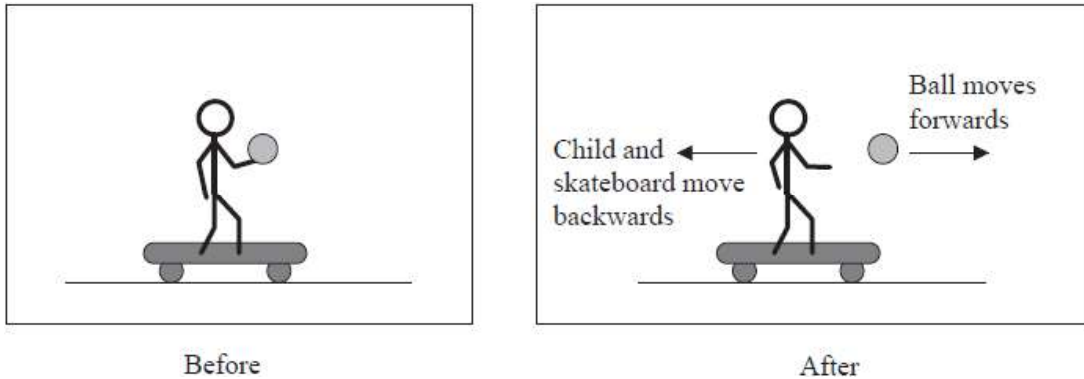 Child and
skateboard move
backwards
Ball moves
forwards
Before
After